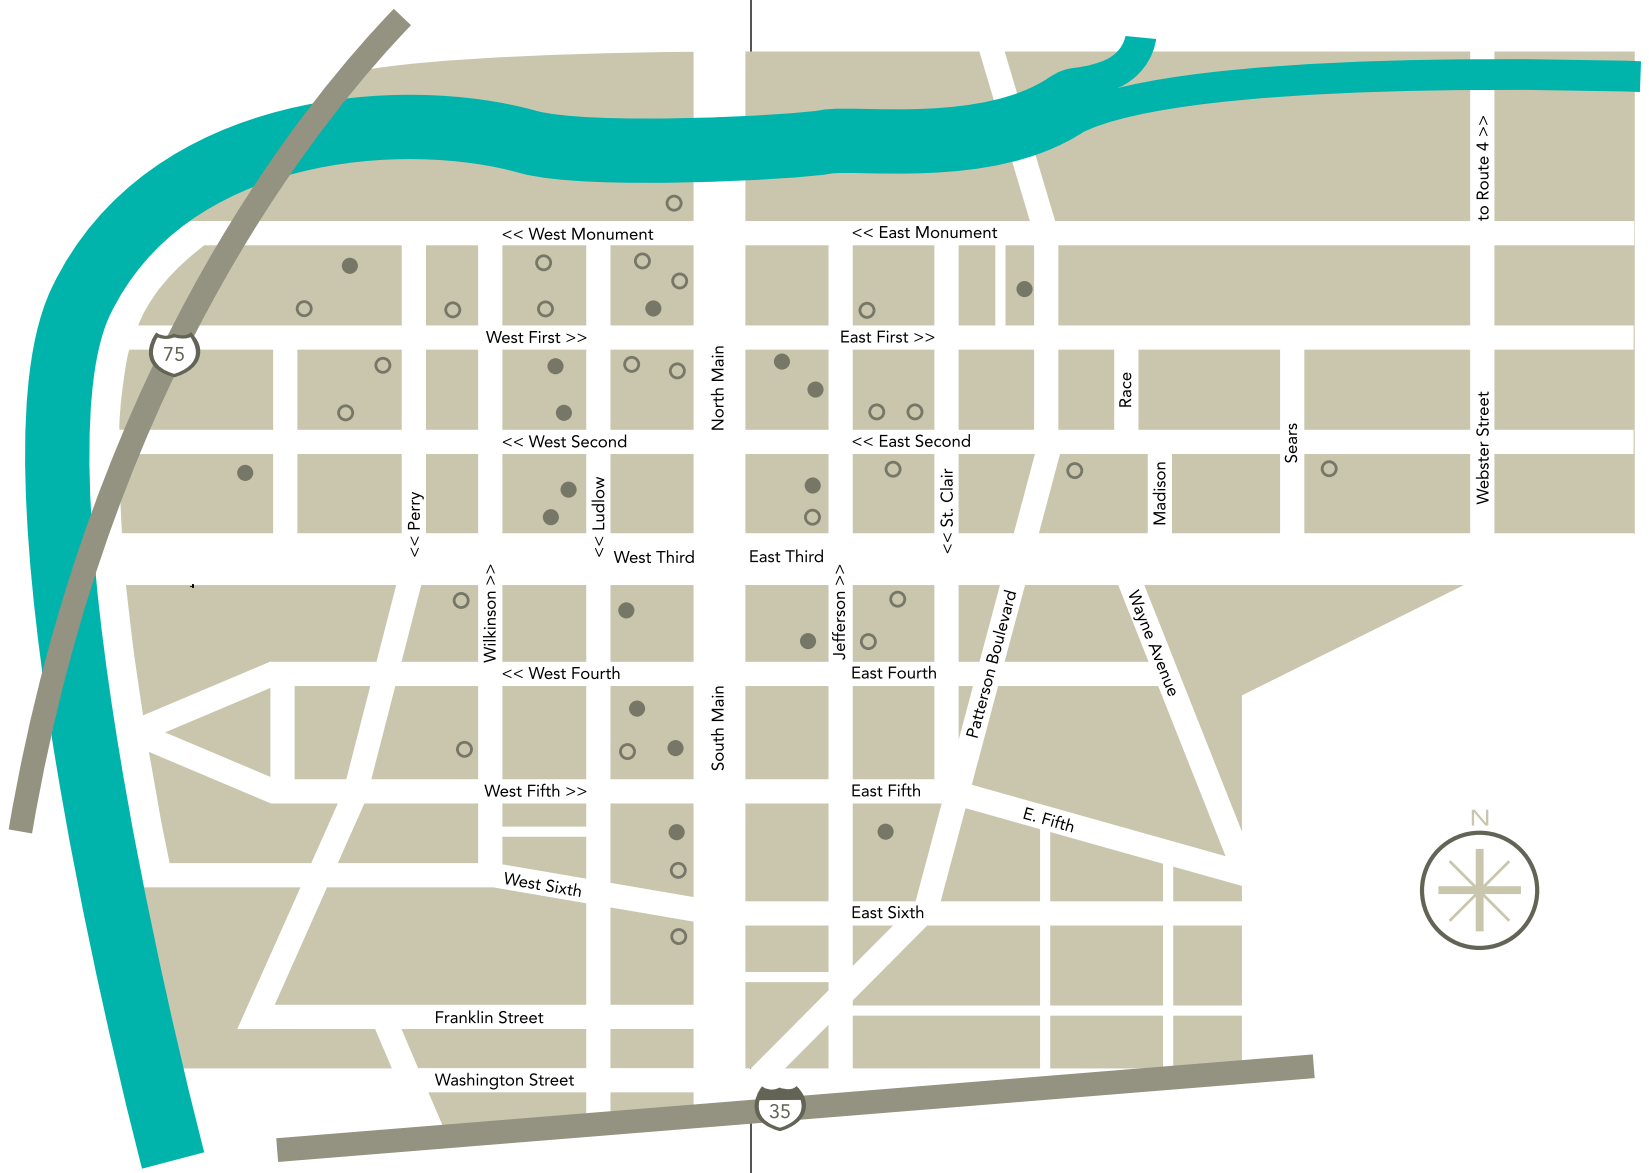 to Route 4 >>
<< West Monument
<< East Monument
West First >>
East First >>
75
North Main
Race
<< West Second
<< East Second
Sears
Webster Street
<< Perry
<< Ludlow
<< St. Clair
Madison
West Third
East Third
Wilkinson >>
Jefferson >>
Patterson Boulevard
Wayne Avenue
<< West Fourth
East Fourth
South Main
West Fifth >>
East Fifth
E. Fifth
N
West Sixth
East Sixth
Franklin Street
Washington Street
35